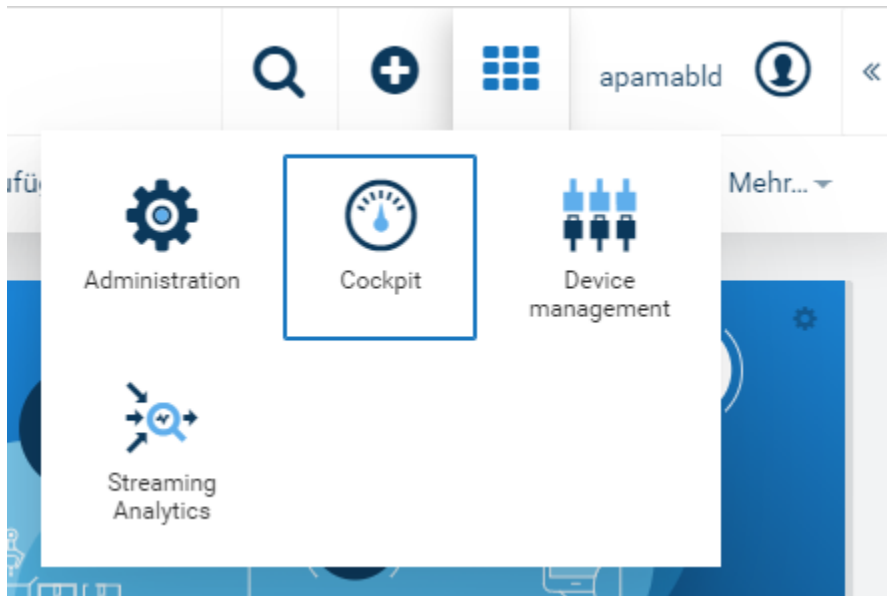 apamabld
Mehr...
Administration
Cockpit
Device
management
Streaming
Analytics